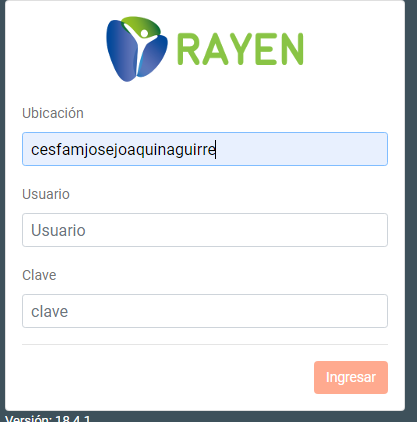 RAYEN
Ubicación
cesfamjosejoaquinaguirre
Usuario
Usuario
Clave
clave
Ingresar
Versión: 18.4.1